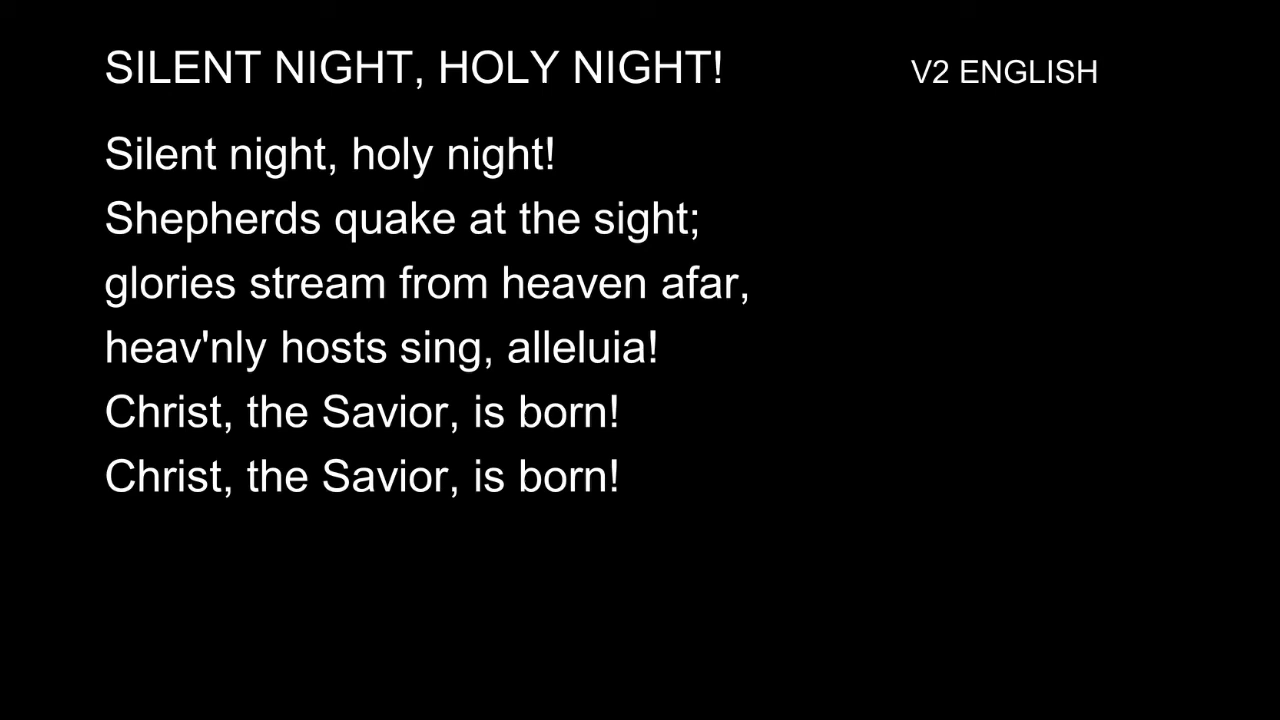 SILENT NIGHT, HOLY NIGHT! V2 ENGLISH
Silent night, holy night!
Shepherds quake at the sight;
glories stream from heaven afar,
heav'nly hosts sing, alleluia!
Christ, the Savior, is born!
Christ, the Savior, is born!